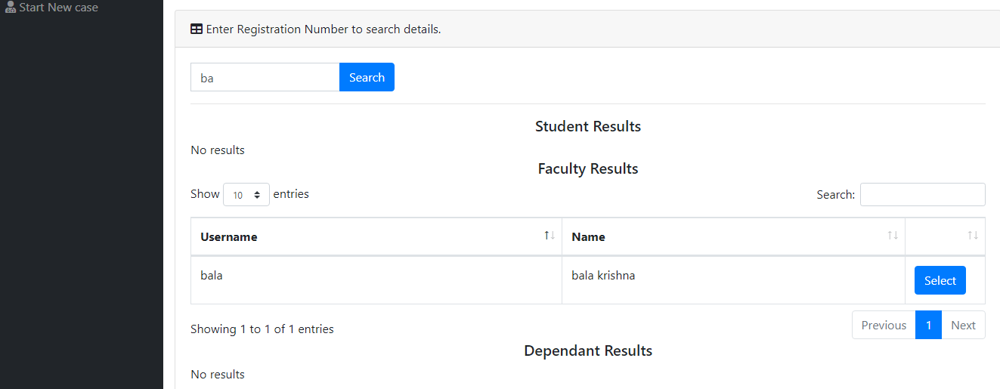 Start New case
Enter Registration Number to search details.
ba Search
Student Results
No results
Faculty Results
Show 10 entries Search:
Username Name
bala bala krishna Select
Showing 1 to 1 of 1 entries Previous 1 Next
Dependant Results
No results